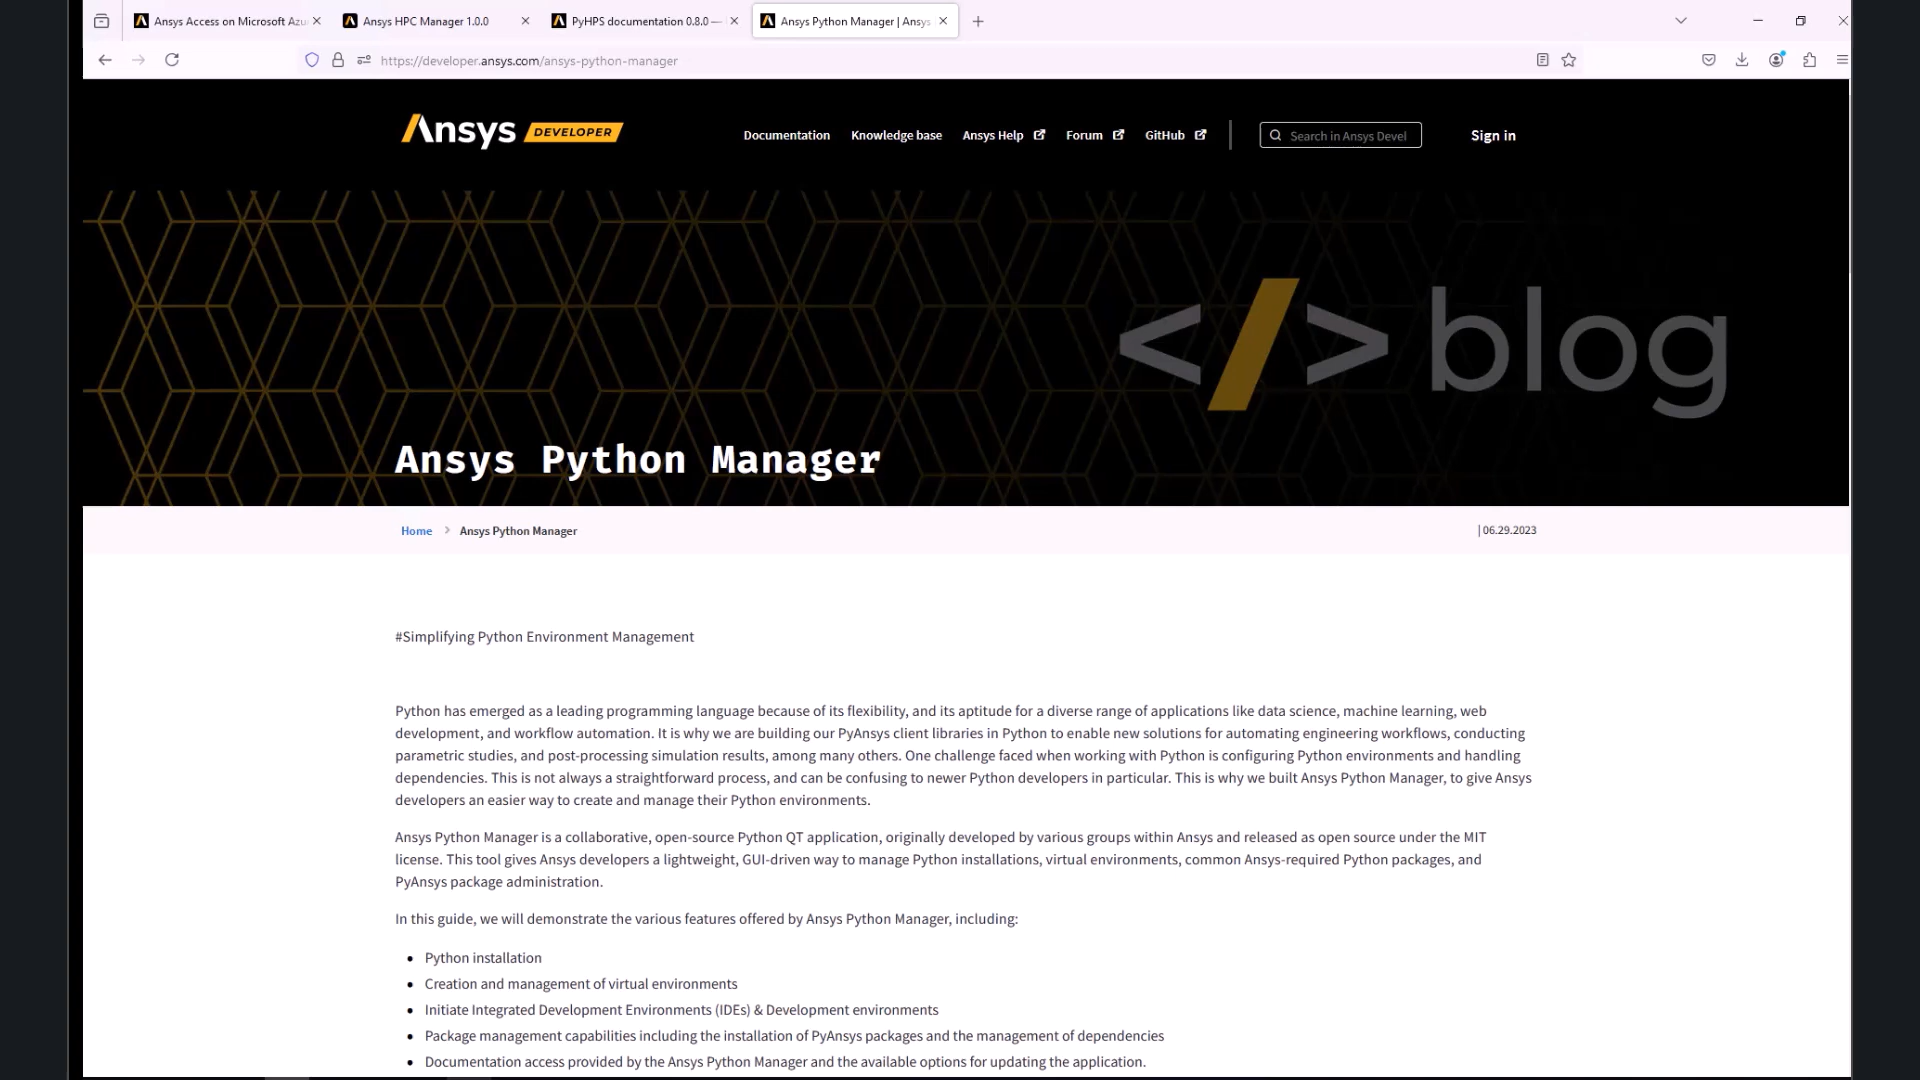 Ansys Access on Microsoft Azu
Ansys HPC Manager 1.0.0
PyHPS documentation 0.8.0 —
Ansys Python Manager | Ansys
https://developer.ansys.com/ansys-python-manager
Ansys DEVELOPER
Documentation
Knowledge base
Ansys Help
Forum
GitHub
Search in Ansys Devel
Sign in
</> blog
Ansys Python Manager
Home > Ansys Python Manager
| 06.29.2023
#Simplifying Python Environment Management
Python has emerged as a leading programming language because of its flexibility, and its aptitude for a diverse range of applications like data science, machine learning, web
development, and workflow automation. It is why we are building our PyAnsys client libraries in Python to enable new solutions for automating engineering workflows, conducting
parametric studies, and post-processing simulation results, among many others. One challenge faced when working with Python is configuring Python environments and handling
dependencies. This is not always a straightforward process, and can be confusing to newer Python developers in particular. This is why we built Ansys Python Manager, to give Ansys
developers an easier way to create and manage their Python environments.
Ansys Python Manager is a collaborative, open-source Python QT application, originally developed by various groups within Ansys and released as open source under the MIT
license. This tool gives Ansys developers a lightweight, GUI-driven way to manage Python installations, virtual environments, common Ansys-required Python packages, and
PyAnsys package administration.
In this guide, we will demonstrate the various features offered by Ansys Python Manager, including:
• Python installation
• Creation and management of virtual environments
• Initiate Integrated Development Environments (IDEs) & Development environments
• Package management capabilities including the installation of PyAnsys packages and the management of dependencies
• Documentation access provided by the Ansys Python Manager and the available options for updating the application.